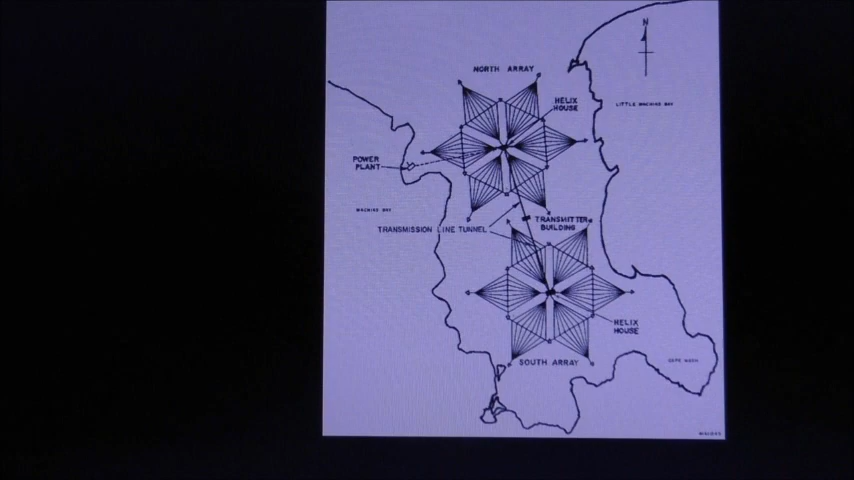 N
NORTH ARRAY
HELIX
HOUSE
LITTLE MACHIAS BAY
POWER
PLANT
MACHIAS BAY
TRANSMISSION LINE TUNNEL
TRANSMITTER
BUILDING
HELIX
HOUSE
SOUTH ARRAY